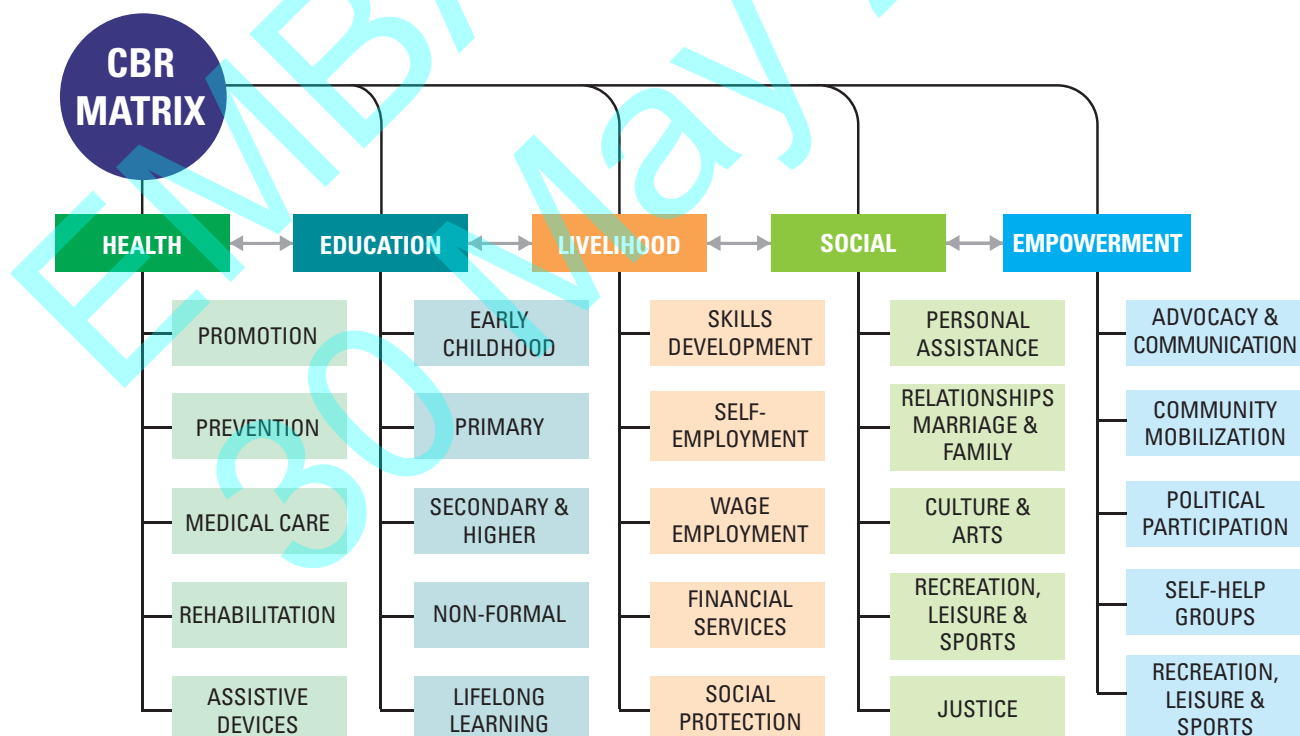 CBR
MATRIX
HEALTH
EDUCATION
LIVELIHOOD
SOCIAL
EMPOWERMENT
PROMOTION
PREVENTION
MEDICAL CARE
REHABILITATION
ASSISTIVE
DEVICES
EARLY
CHILDHOOD
PRIMARY
SECONDARY &
HIGHER
NON-FORMAL
LIFELONG
LEARNING
SKILLS
DEVELOPMENT
SELF-
EMPLOYMENT
WAGE
EMPLOYMENT
FINANCIAL
SERVICES
SOCIAL
PROTECTION
PERSONAL
ASSISTANCE
RELATIONSHIPS
MARRIAGE &
FAMILY
CULTURE &
ARTS
RECREATION,
LEISURE &
SPORTS
JUSTICE
ADVOCACY &
COMMUNICATION
COMMUNITY
MOBILIZATION
POLITICAL
PARTICIPATION
SELF-HELP
GROUPS
RECREATION,
LEISURE &
SPORTS
30 May